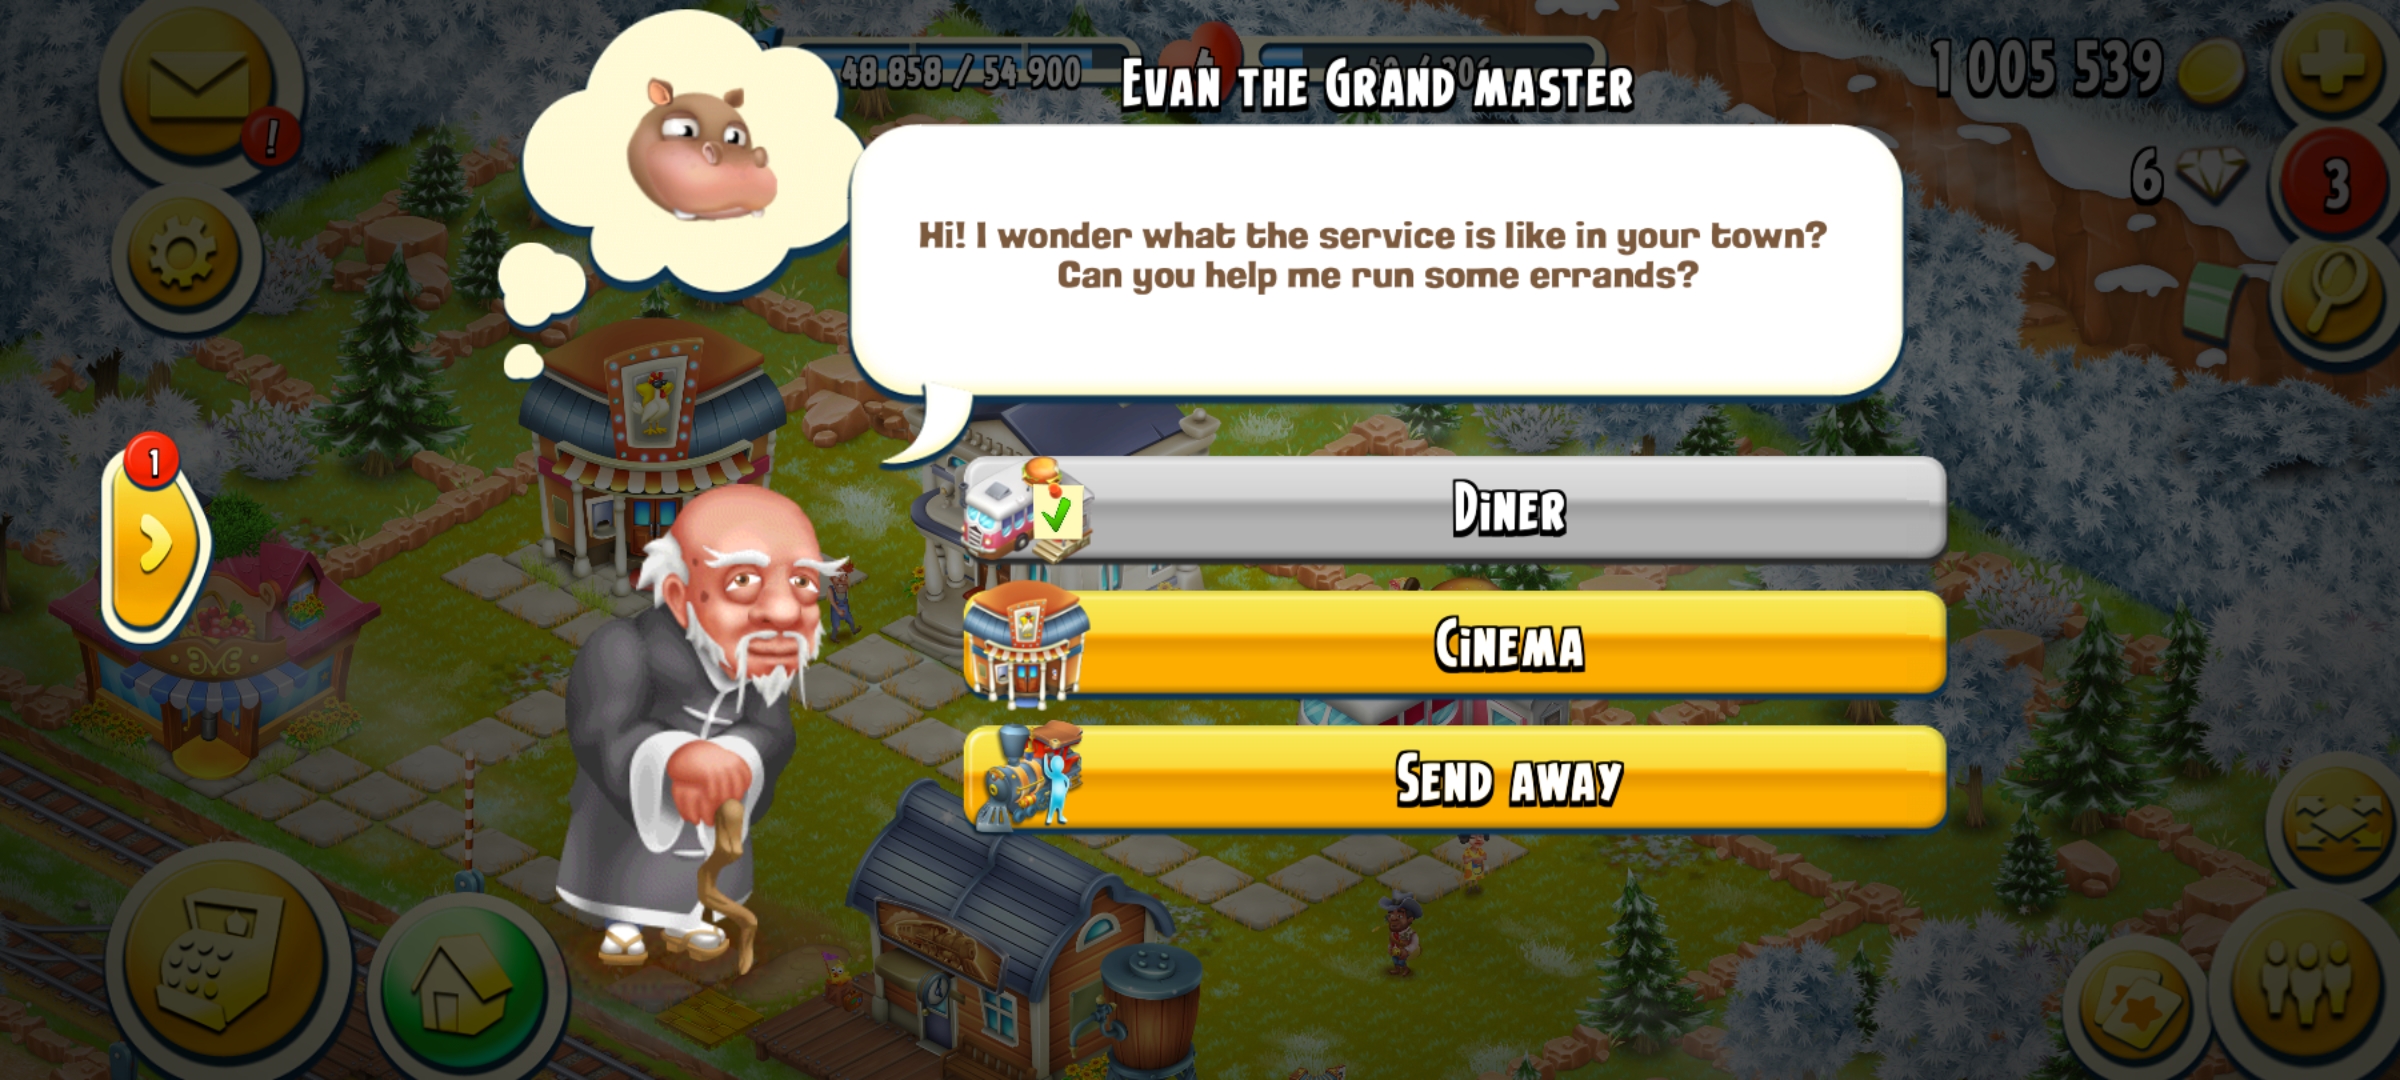 48 858 / 54 900
EVAN THE GRAND MASTER
1 005 539
!
6
3
Hi! I wonder what the service is like in your town?
Can you help me run some errands?
1
DINER
CINEMA
SEND AWAY